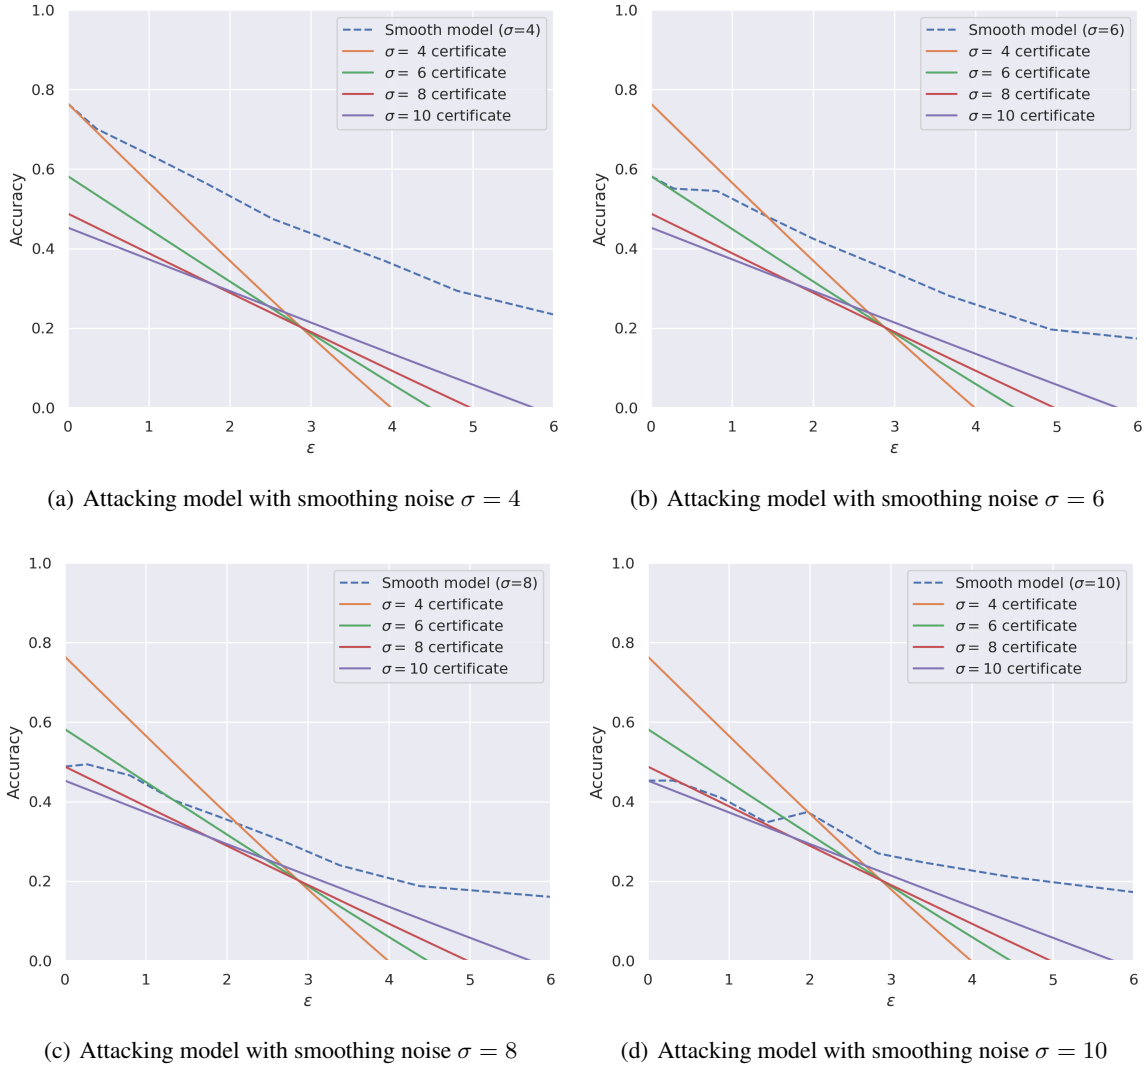 1.0
0.8
0.6
0.4
0.2
0.0
Accuracy
0 1 2 3 4 5 6
ε
Smooth model (σ=4)
σ = 4 certificate
σ = 6 certificate
σ = 8 certificate
σ = 10 certificate
(a) Attacking model with smoothing noise σ = 4
1.0
0.8
0.6
0.4
0.2
0.0
Accuracy
0 1 2 3 4 5 6
ε
Smooth model (σ=6)
σ = 4 certificate
σ = 6 certificate
σ = 8 certificate
σ = 10 certificate
(b) Attacking model with smoothing noise σ = 6
1.0
0.8
0.6
0.4
0.2
0.0
Accuracy
0 1 2 3 4 5 6
ε
Smooth model (σ=8)
σ = 4 certificate
σ = 6 certificate
σ = 8 certificate
σ = 10 certificate
(c) Attacking model with smoothing noise σ = 8
1.0
0.8
0.6
0.4
0.2
0.0
Accuracy
0 1 2 3 4 5 6
ε
Smooth model (σ=10)
σ = 4 certificate
σ = 6 certificate
σ = 8 certificate
σ = 10 certificate
(d) Attacking model with smoothing noise σ = 10